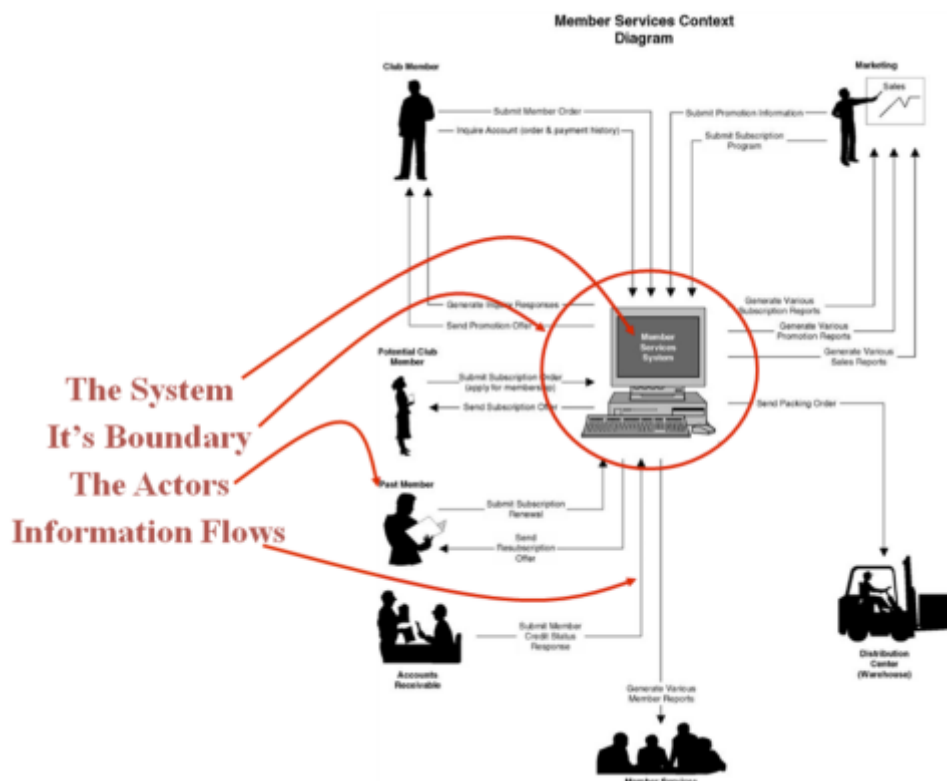 Member Services Context
Diagram
Club Member
Marketing
Sales
Submit Member Order
Submit Promotion Information
Inquire Account (order & payment history)
Submit Subscription
Program
Generate Inquire Responses
Generate Various
Subscription Reports
Send Promotion Offer
Generate Various
Promotion Reports
Member
Services
System
Generate Various
Sales Reports
Potential Club
Member
Submit Subscription Order
(apply for membership)
Send Subscription Offer
Send Packing Order
The System
It's Boundary
The Actors
Information Flows
Past Member
Submit Subscription
Renewal
Send
Resubscription
Offer
Submit Member
Credit Status
Response
Accounts
Receivable
Distribution
Center
(Warehouse)
Generate Various
Member Reports
Member Services